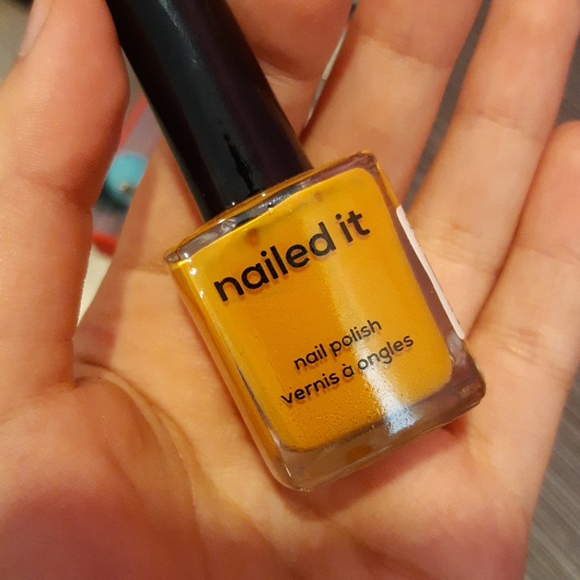 nailed it
nail polish
vernis à ongles